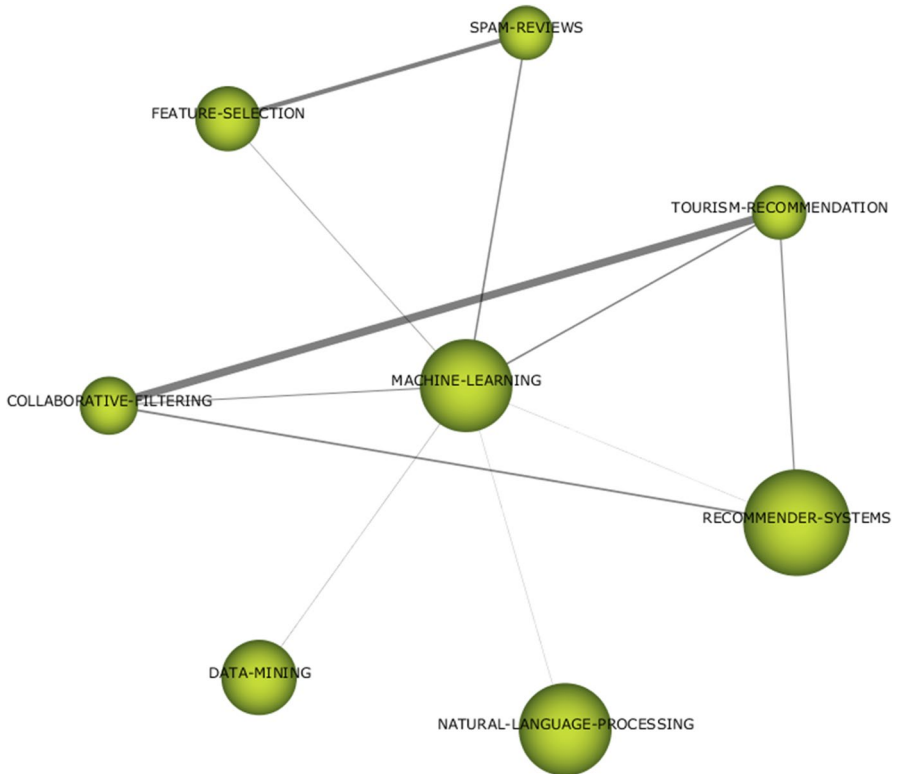 SPAM-REVIEWS
FEATURE-SELECTION
TOURISM-RECOMMENDATION
MACHINE-LEARNING
COLLABORATIVE-FILTERING
RECOMMENDER-SYSTEMS
DATA-MINING
NATURAL-LANGUAGE-PROCESSING